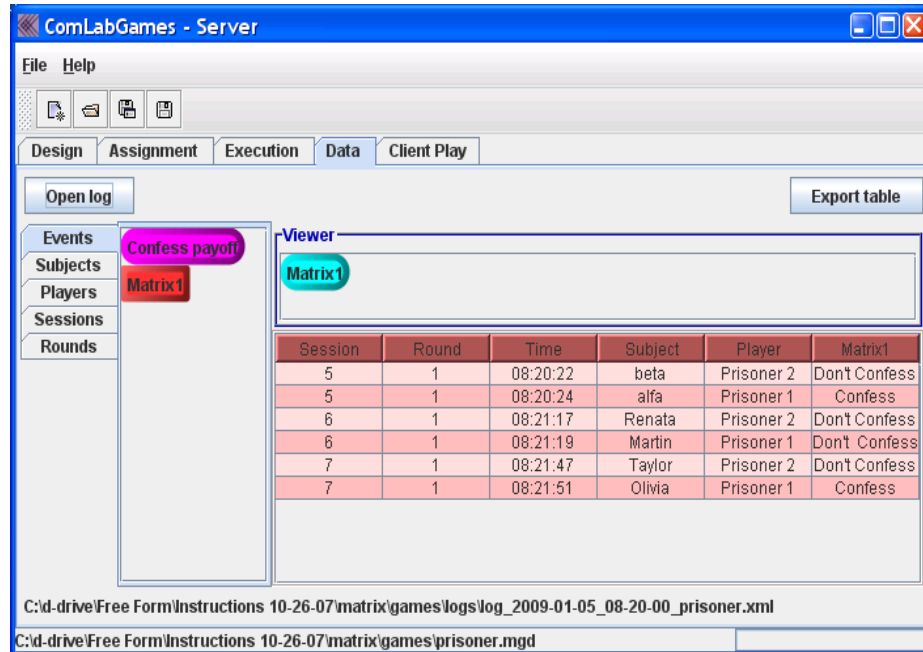 ComLabGames - Server
File Help
Design Assignment Execution Data Client Play
Open log Export table
Events
Subjects
Players
Sessions
Rounds
Confess payoff
Matrix1
Viewer
Matrix1
Session Round Time Subject Player Matrix1
5 1 08:20:22 beta Prisoner 2 Don't Confess
5 1 08:20:24 alfa Prisoner 1 Confess
6 1 08:21:17 Renata Prisoner 2 Don't Confess
6 1 08:21:19 Martin Prisoner 1 Don't Confess
7 1 08:21:47 Taylor Prisoner 2 Don't Confess
7 1 08:21:51 Olivia Prisoner 1 Confess
C:\d-drive\Free Form\Instructions 10-26-07\matrix\games\logs\log_2009-01-05_08-20-00_prisoner.xml
C:\d-drive\Free Form\Instructions 10-26-07\matrix\games\prisoner.mgd